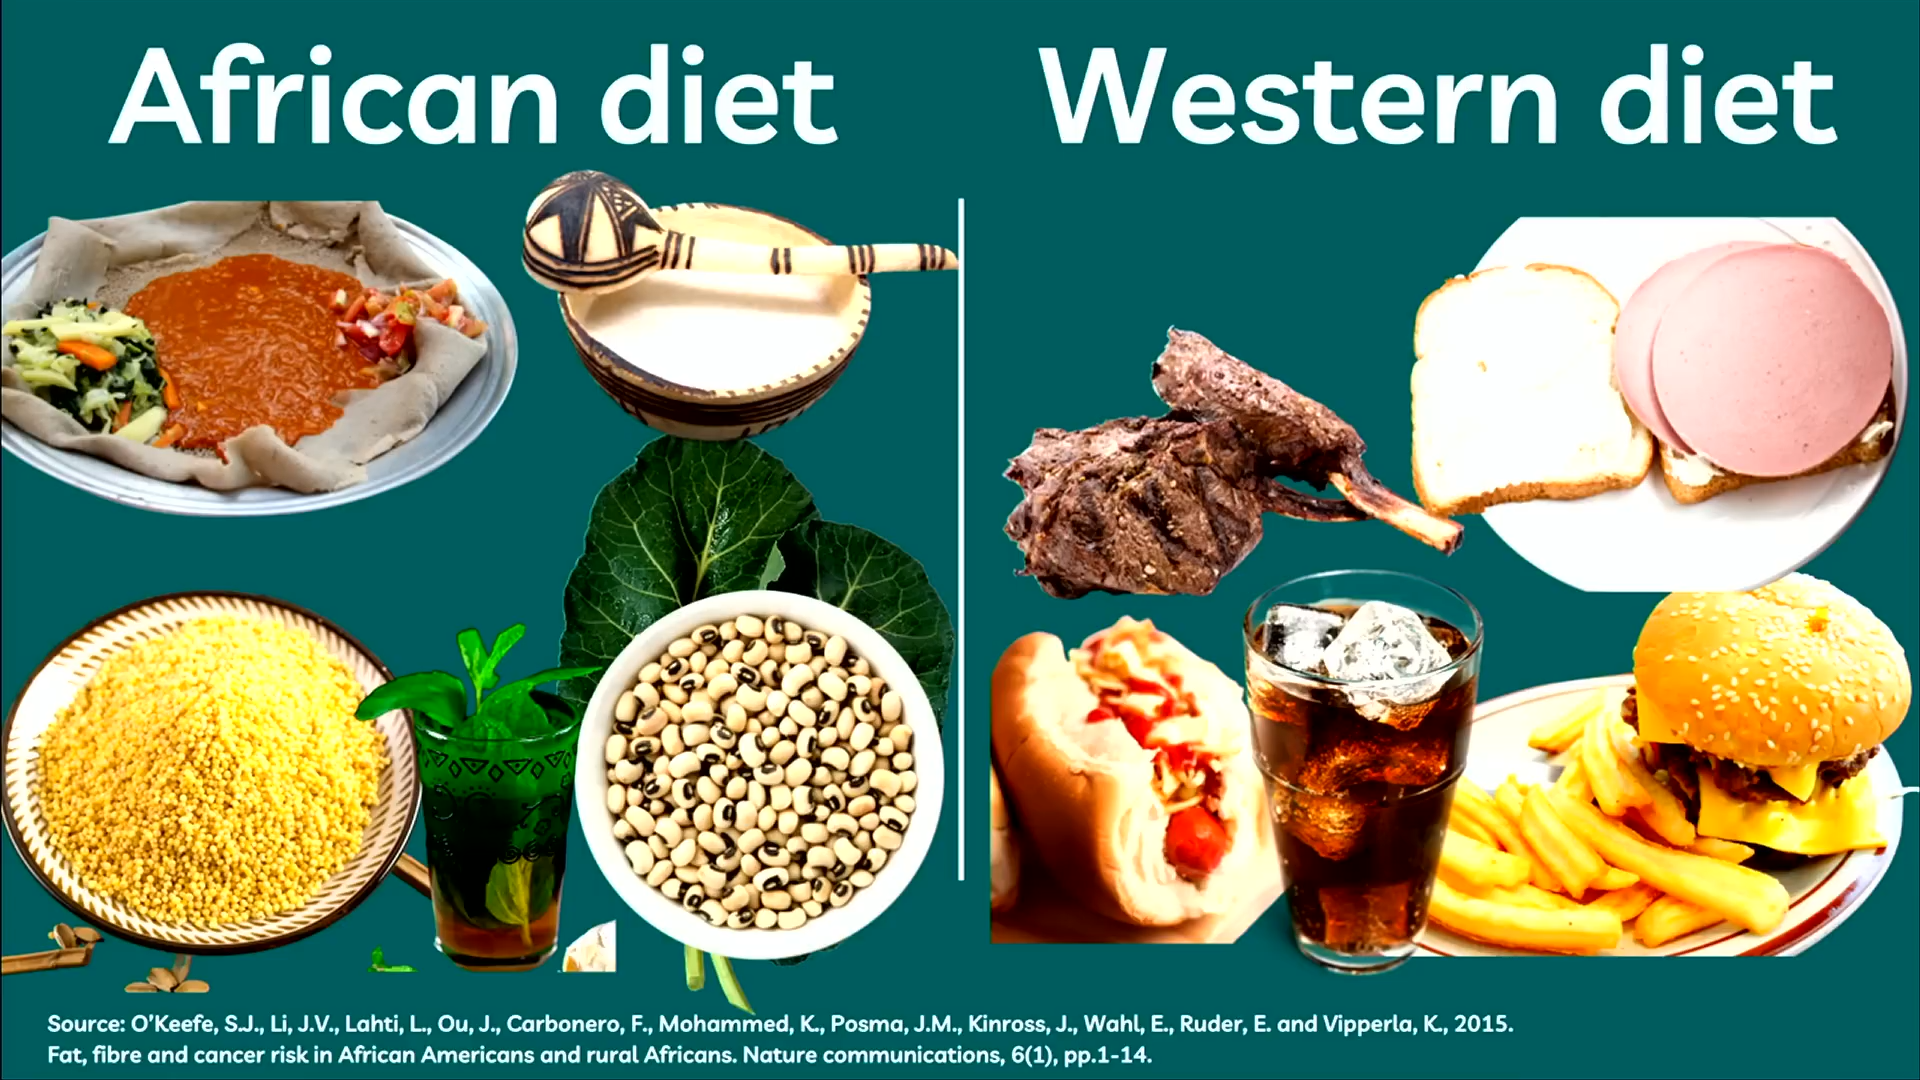 African diet
Western diet
Source: O'Keefe, S.J., Li, J.V., Lahti, L., Ou, J., Carbonero, F., Mohammed, K., Posma, J.M., Kinross, J., Wahl, E., Ruder, E. and Vipperla, K., 2015.
Fat, fibre and cancer risk in African Americans and rural Africans. Nature communications, 6(1), pp.1-14.